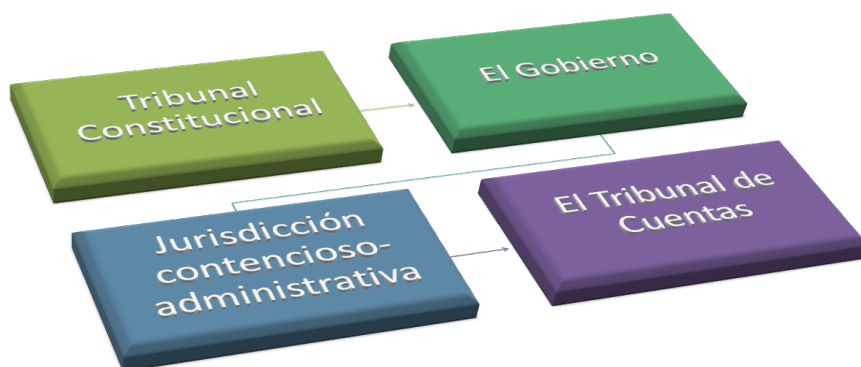 Tribunal
Constitucional
El Gobierno
Jurisdicción
contencioso-
administrativa
El Tribunal de
Cuentas